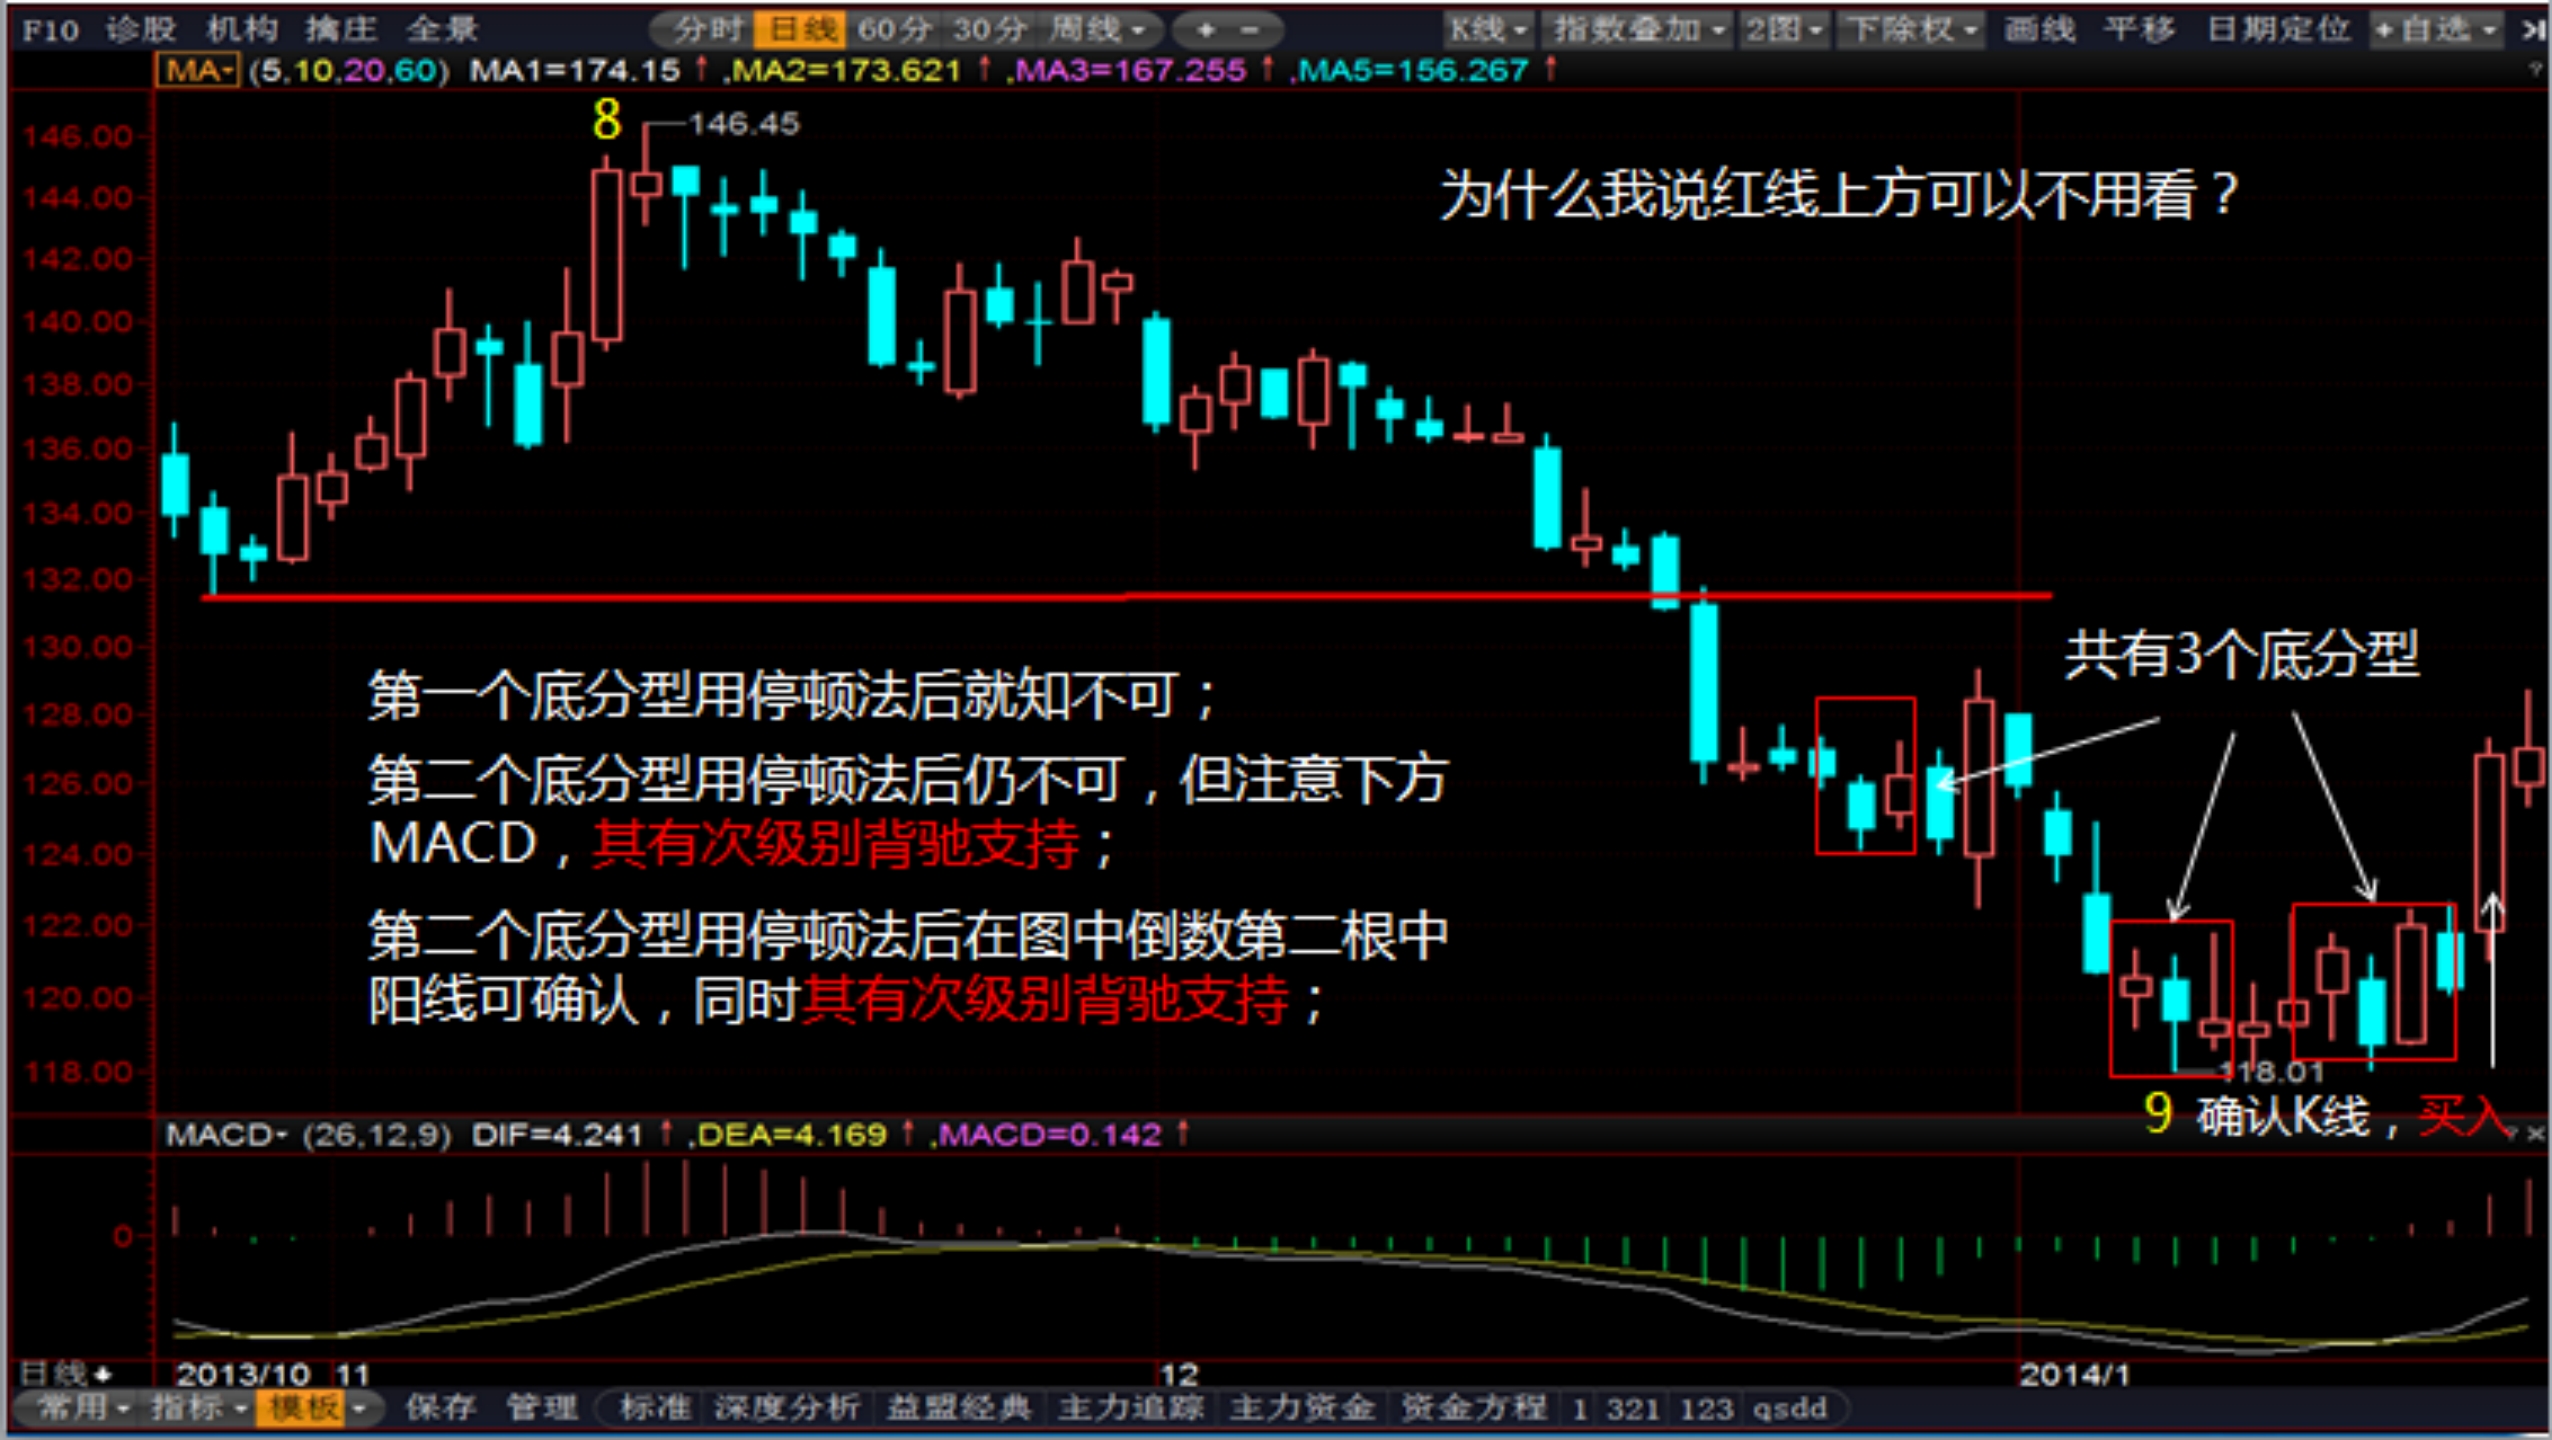 F10 诊股 机构 擒庄 全景 分时 日线 60分 30分 周线 + - K线 指数叠加 2图 下除权 画线 平移 日期定位 +自选
MA (5,10,20,60) MA1=174.15↑,MA2=173.621↑,MA3=167.255↑,MA5=156.267↑ ?
8
146.45
146.00
为什么我说红线上方可以不用看？
144.00
142.00
140.00
138.00
136.00
134.00
132.00
130.00
共有3个底分型
第一个底分型用停顿法后就知不可；
128.00
第二个底分型用停顿法后仍不可，但注意下方
126.00
MACD，其有次级别背驰支持；
124.00
第二个底分型用停顿法后在图中倒数第二根中
122.00
阳线可确认，同时其有次级别背驰支持；
120.00
118.00
118.01
9 确认K线，买入
MACD (26,12,9) DIF=4.241↑,DEA=4.169↑,MACD=0.142↑ ? ×
0
日线 2013/10 11 12 2014/1
常用 指标 模板 保存 管理 标准 深度分析 益盟经典 主力追踪 主力资金 资金方程 1 321 123 qsdd